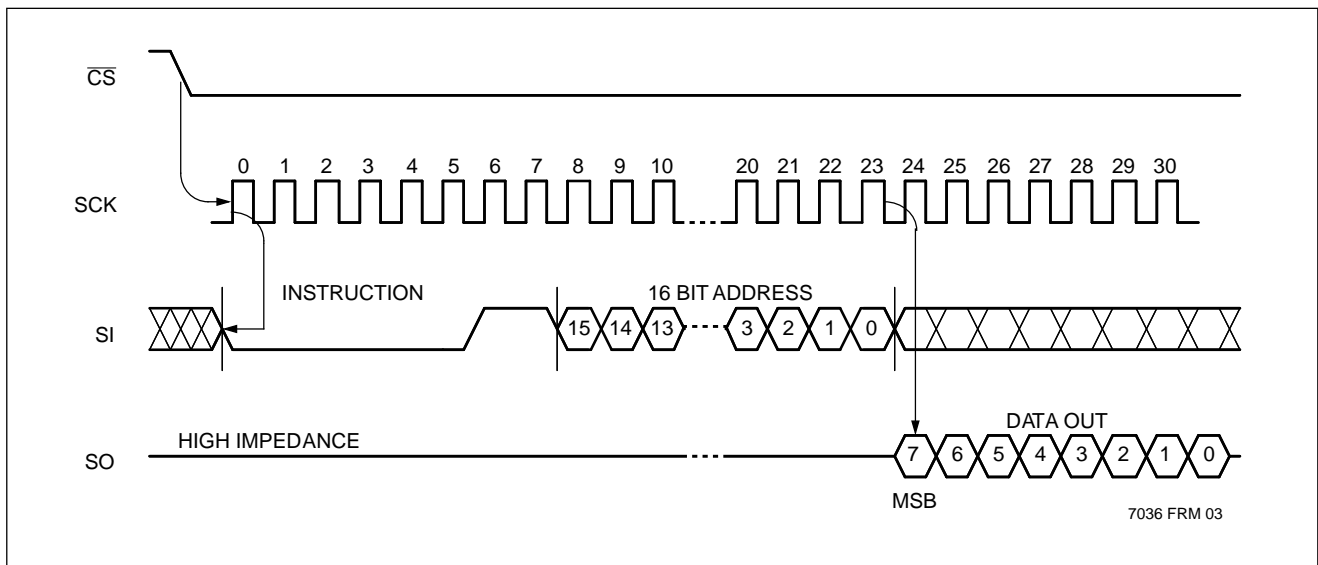 CS
0 1 2 3 4 5 6 7 8 9 10 20 21 22 23 24 25 26 27 28 29 30
SCK
INSTRUCTION 16 BIT ADDRESS
SI 15 14 13 3 2 1 0
HIGH IMPEDANCE DATA OUT
SO 7 6 5 4 3 2 1 0
MSB
7036 FRM 03